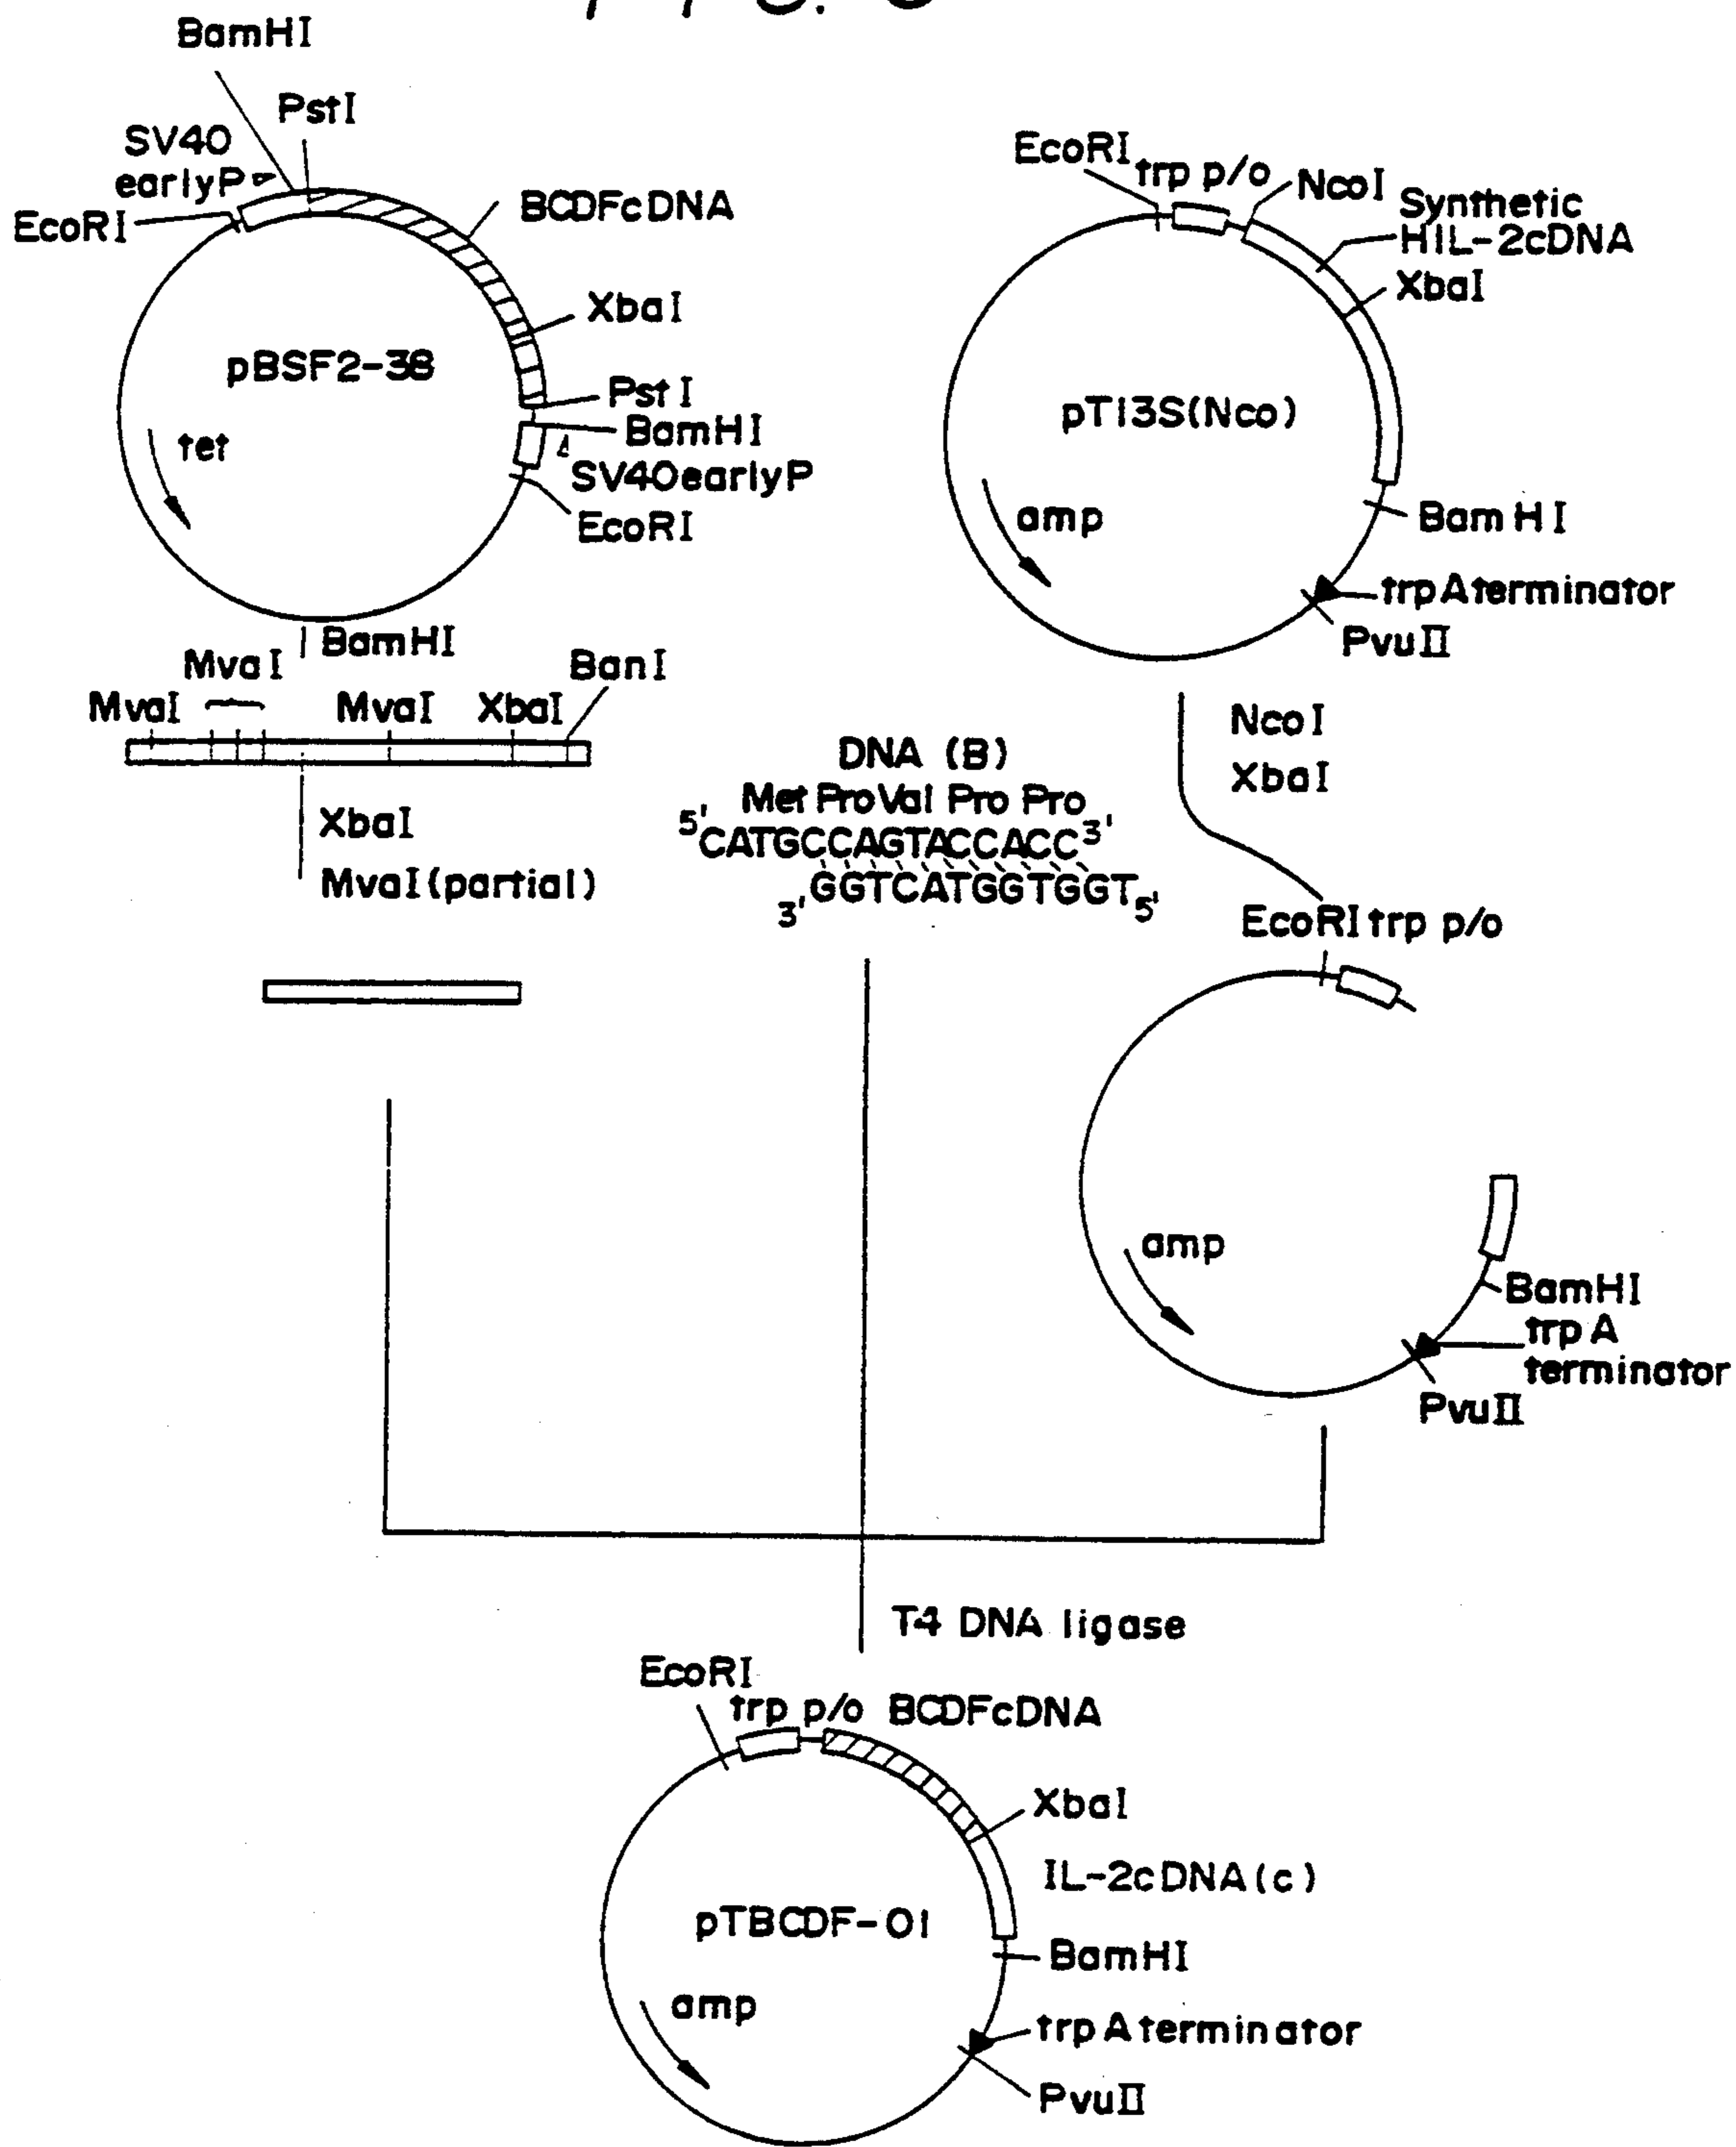 BamHI
PstI
SV40
earlyP
EcoRI
BCDFcDNA
XbaI
pBSF2-38
PstI
BamHI
SV40earlyP
EcoRI
tet
EcoRI
trp p/o
NcoI
Synthetic
HIL-2cDNA
XbaI
pT13S(Nco)
amp
BamHI
trpAterminator
PvuII
BamHI
MvaI
BanI
MvaI
MvaI
XbaI
XbaI
MvaI(partial)
DNA (B)
Met Pro Val Pro Pro
5' CATGCCAGTACCACC 3'
3' GGTCATGGTGGT 5'
NcoI
XbaI
EcoRI trp p/o
amp
BamHI
trpA
terminator
PvuII
T4 DNA ligase
EcoRI
trp p/o
BCDFcDNA
XbaI
IL-2cDNA(c)
pTBCDF-01
BamHI
amp
trpAterminator
PvuII